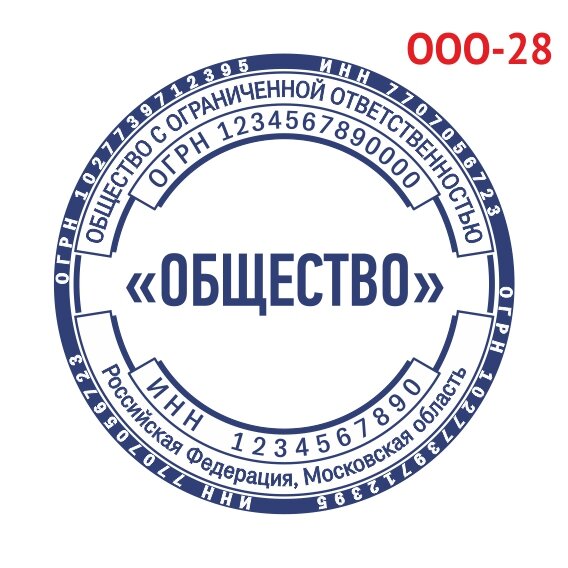 ООО-28
ОГРН 1027739712395 ИНН 7707056723
ОГРН 1027739712395 ИНН 7707056723
ОБЩЕСТВО С ОГРАНИЧЕННОЙ ОТВЕТСТВЕННОСТЬЮ
ОГРН 1234567890000
«ОБЩЕСТВО»
ИНН 1234567890
Российская Федерация, Московская область